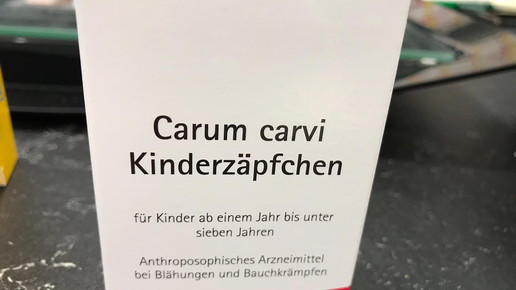 Carum carvi
Kinderzäpfchen
für Kinder ab einem Jahr bis unter
sieben Jahren
Anthroposophisches Arzneimittel
bei Blähungen und Bauchkrämpfen